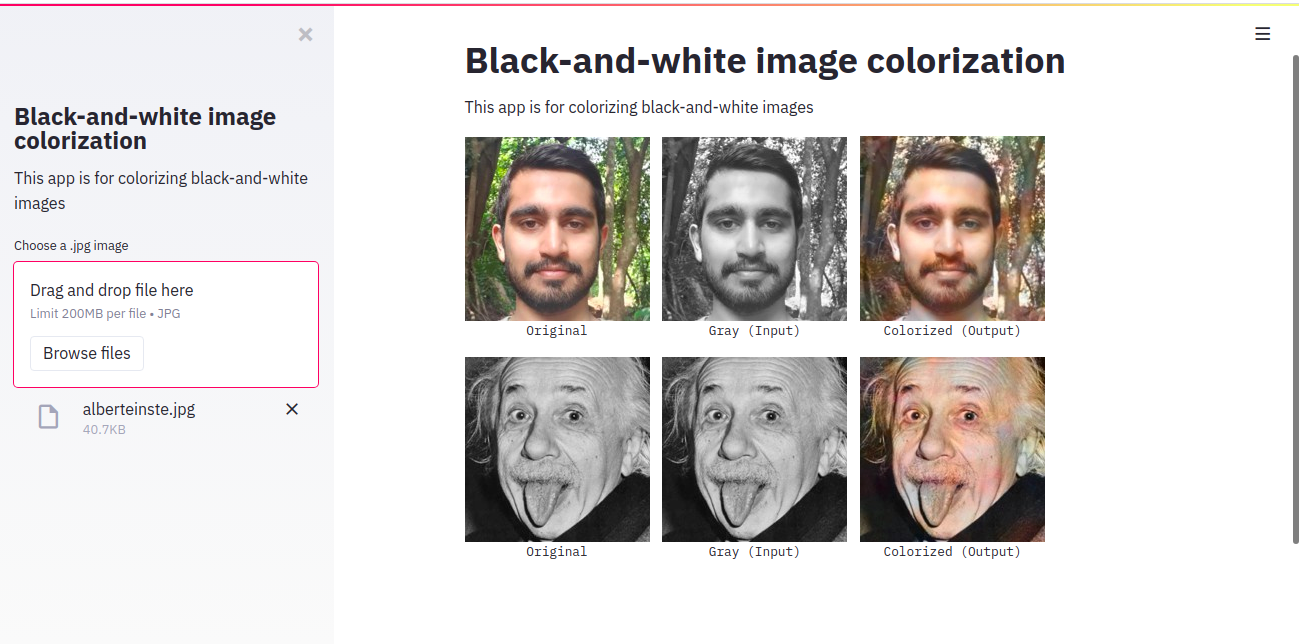 Black-and-white image
colorization
This app is for colorizing black-and-white
images
Choose a .jpg image
Drag and drop file here
Limit 200MB per file • JPG
Browse files
alberteinste.jpg
40.7KB
Black-and-white image colorization
This app is for colorizing black-and-white images
Original Gray (Input) Colorized (Output)
Original Gray (Input) Colorized (Output)